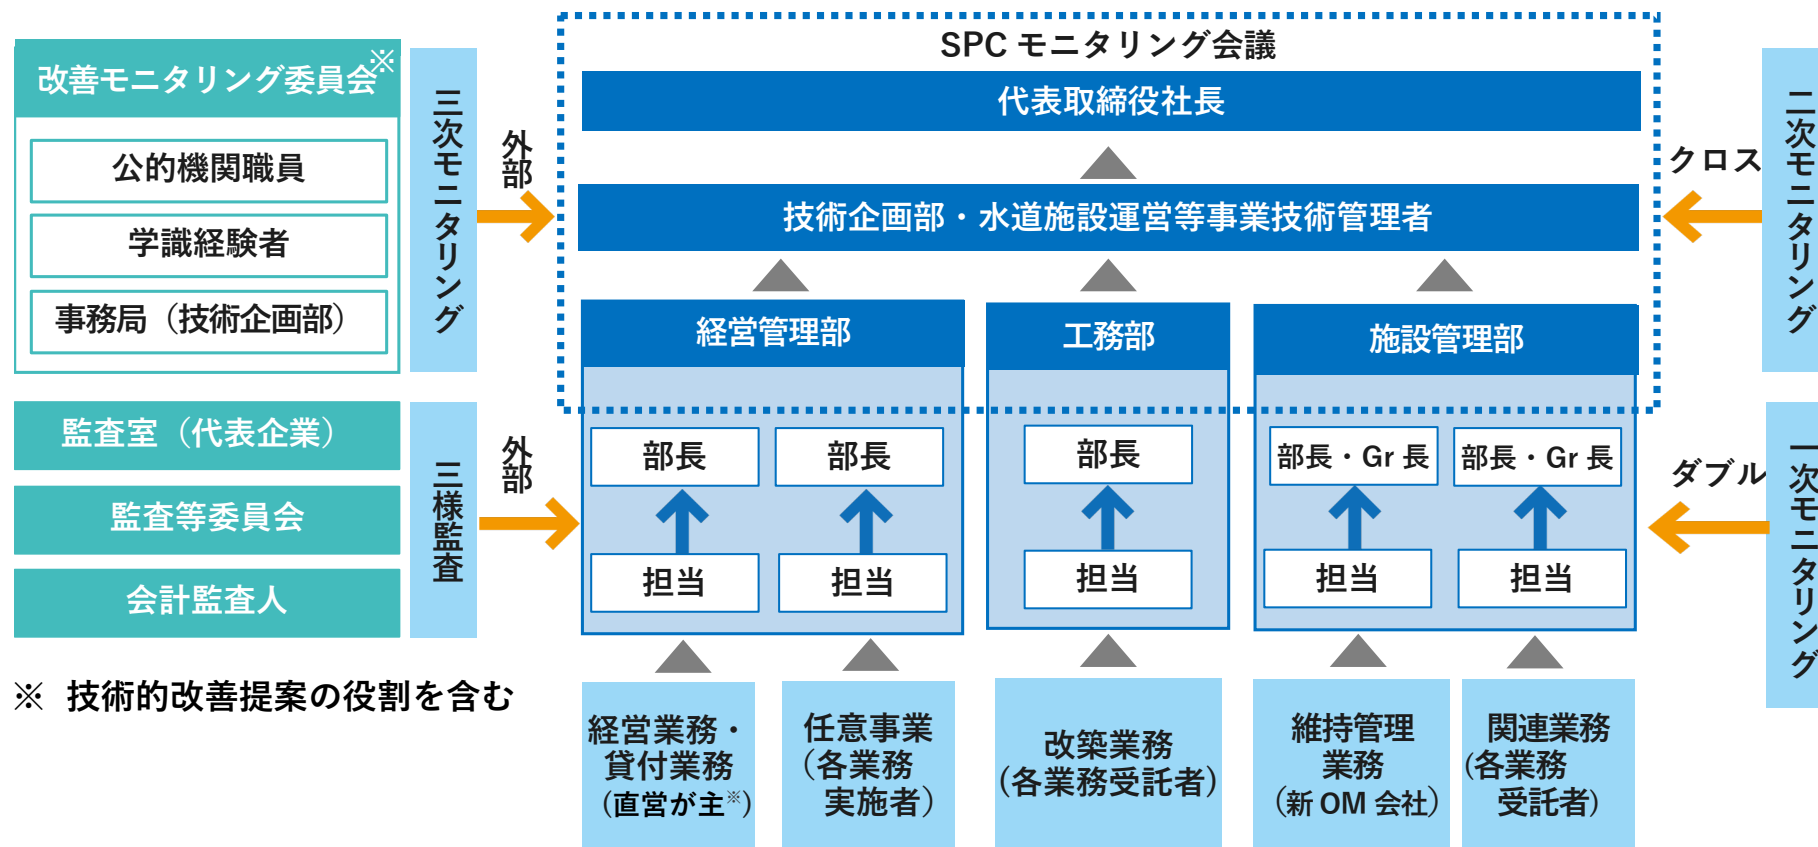 改善モニタリング委員会※
公的機関職員
学識経験者
事務局（技術企画部）
三次モニタリング
外部
監査室（代表企業）
監査等委員会
会計監査人
三様監査
外部
※ 技術的改善提案の役割を含む
SPC モニタリング会議
代表取締役社長
技術企画部・水道施設運営等事業技術管理者
経営管理部
工務部
施設管理部
部長
部長
部長
部長・Gr 長
部長・Gr 長
担当
担当
担当
担当
担当
経営業務・
貸付業務
（直営が主※）
任意事業
（各業務
実施者）
改築業務
（各業務受託者）
維持管理
業務
（新 OM 会社）
関連業務
(各業務
受託者)
クロス
二次モニタリング
ダブル
一次モニタリング